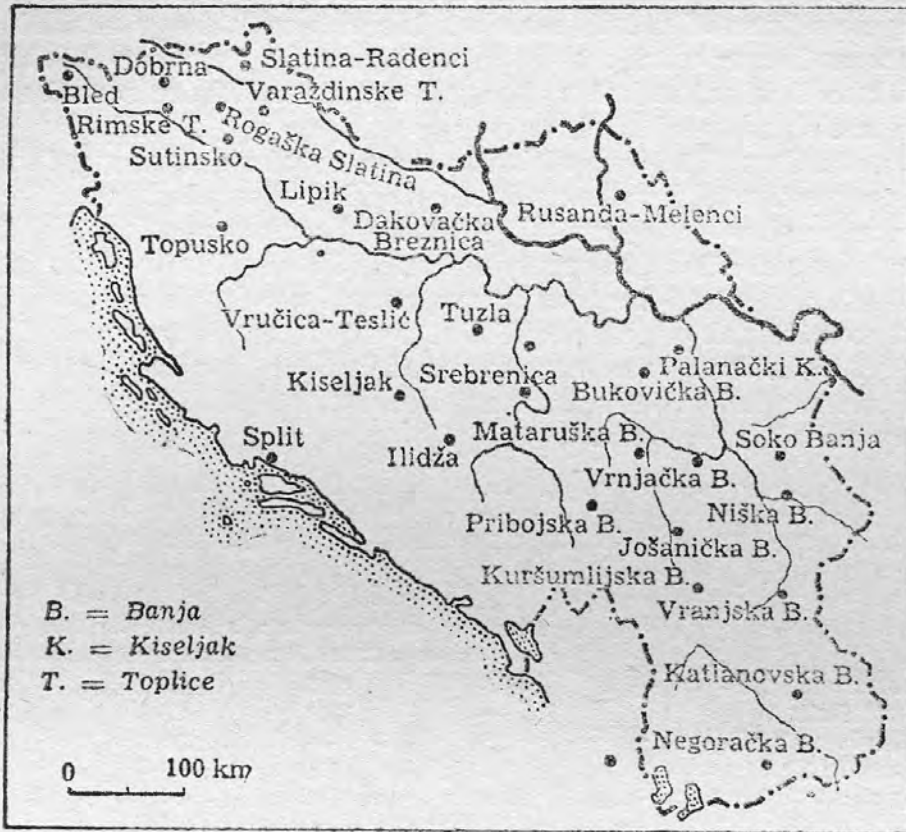 Dobrna
Slatina-Radenci
Bled
Varaždinske T.
Rimske T.
Rogaška Slatina
Sutinsko
Lipik
Dakovačka
Breznica
Rusanda-Melenci
Topusko
Vručica-Teslić
Tuzla
Palanački K.
Kiseljak
Srebrenica
Bukovička B.
Split
Ilidža
Mataruška B.
Soko Banja
Vrnjačka B.
Niška B.
Pribojska B.
Jošanička B.
Kuršumlijska B.
Vranjska B.
B. = Banja
K. = Kiseljak
T. = Toplice
Katlanovska B.
Negoračka B.
0 100 km